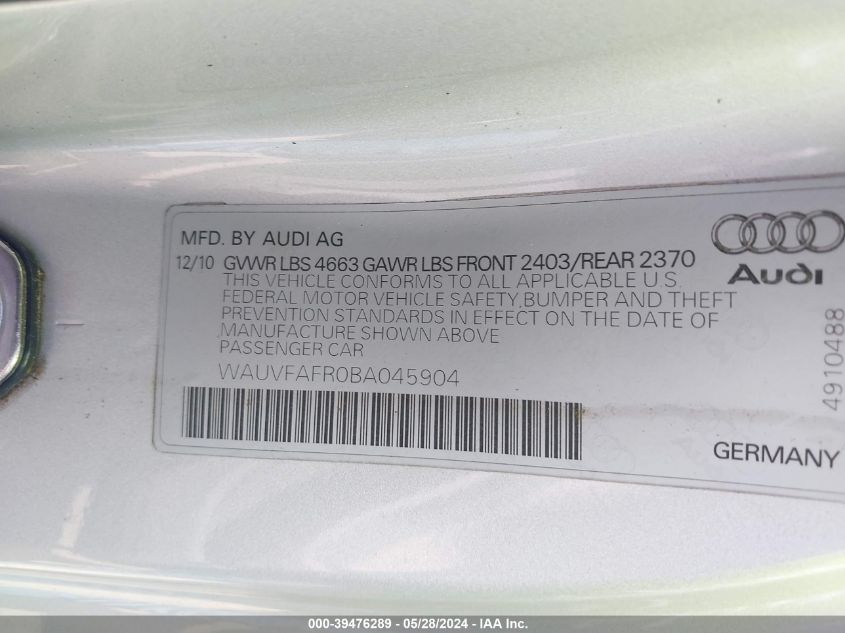 MFD. BY AUDI AG
12/10 GVWR LBS 4663 GAWR LBS FRONT 2403/REAR 2370
THIS VEHICLE CONFORMS TO ALL APPLICABLE U.S.
FEDERAL MOTOR VEHICLE SAFETY, BUMPER AND THEFT
PREVENTION STANDARDS IN EFFECT ON THE DATE OF
MANUFACTURE SHOWN ABOVE
PASSENGER CAR
WAUVFAFR0BA045904
Audi
4910488
GERMANY
000-39476289 - 05/28/2024 - IAAI, Inc.